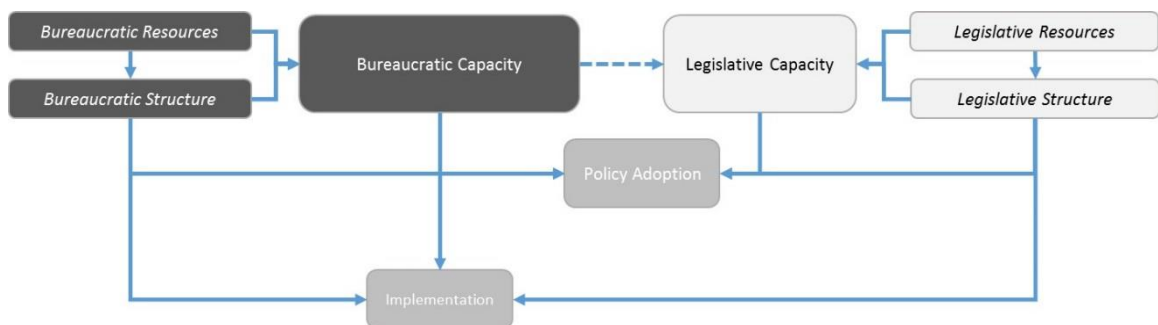 Bureaucratic Resources
Legislative Resources
Bureaucratic Capacity
Legislative Capacity
Bureaucratic Structure
Legislative Structure
Policy Adoption
Implementation